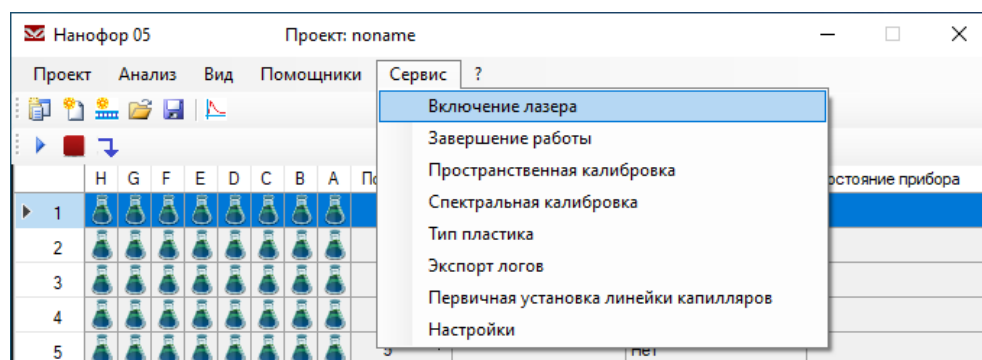 Нанофор 05 Проект: noname
Проект Анализ Вид Помощники Сервис ?
Включение лазера
Завершение работы
Пространственная калибровка
Спектральная калибровка
Тип пластика
Экспорт логов
Первичная установка линейки капилляров
Настройки
H G F E D C B A прибора
1
2
3
4
5 5 Нет